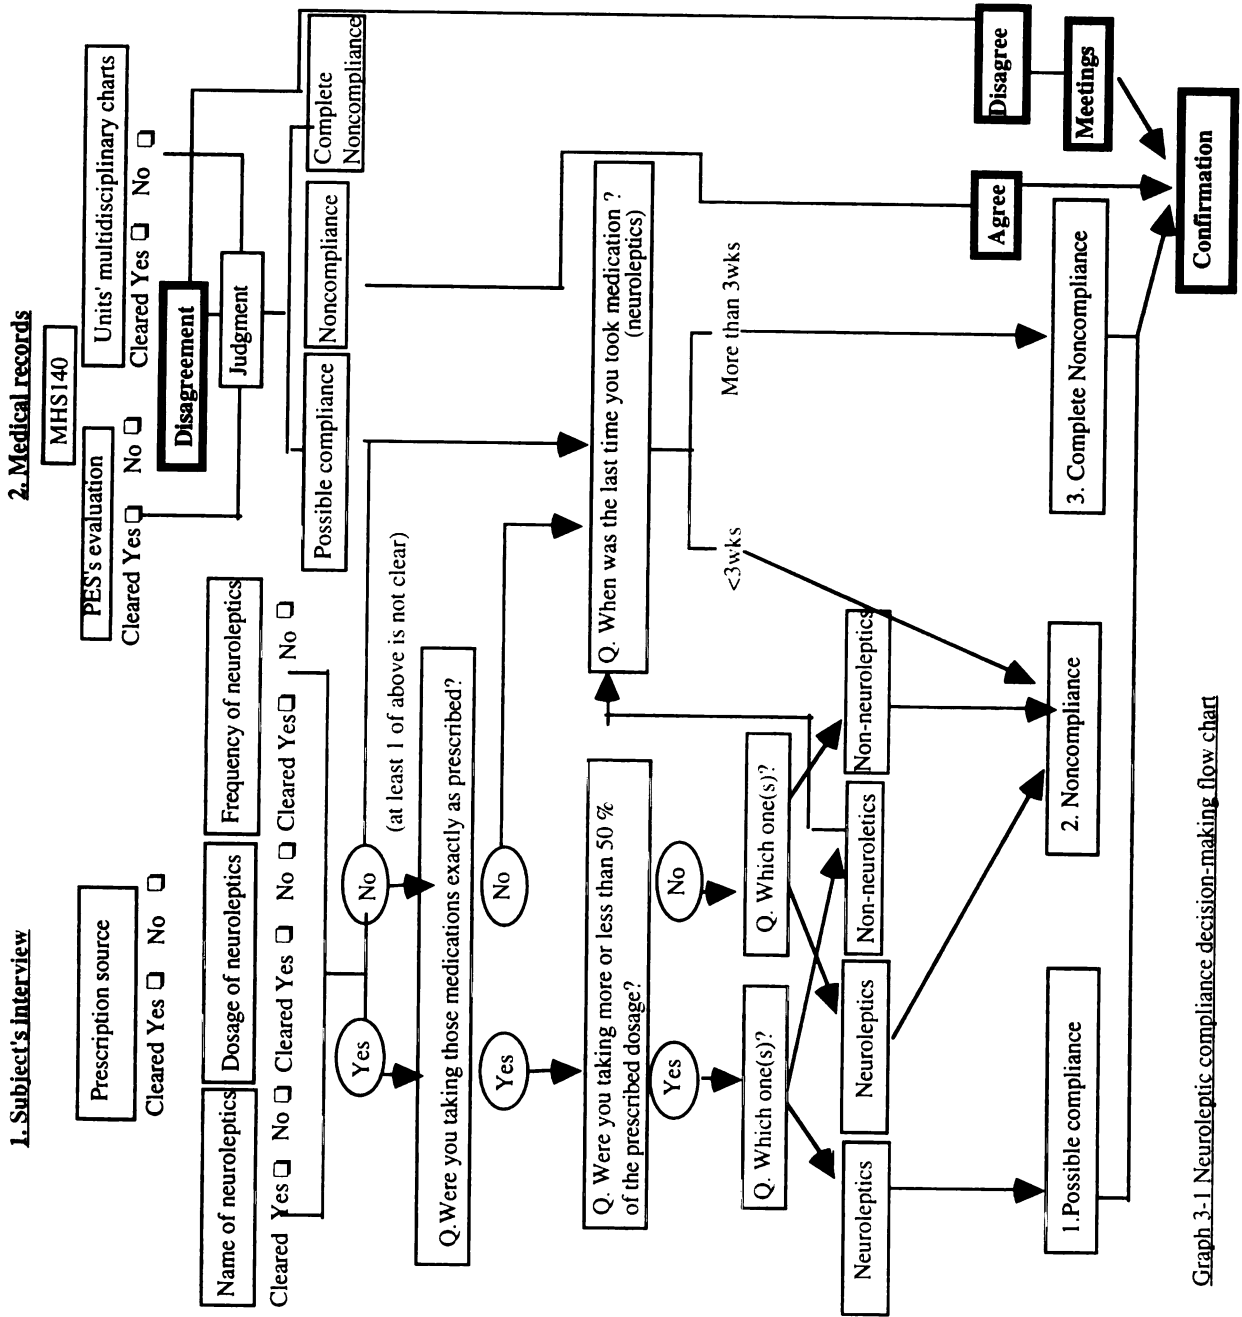 1. Subject's interview
Prescription source
Cleared Yes No
Name of neuroleptics
Dosage of neuroleptics
Frequency of neuroleptics
Cleared Yes No Cleared Yes No Cleared Yes No
Yes
No
(at least 1 of above is not clear)
Q.Were you taking those medications exactly as prescribed?
Yes
No
Q. Were you taking more or less than 50 %
of the prescribed dosage?
Yes
No
Q. Which one(s)?
Q. Which one(s)?
Neuroleptics
Neuroleptics
Non-neuroletics
Non-neuroleptics
1.Possible compliance
2. Noncompliance
3. Complete Noncompliance
2. Medical records
MHS140
PES's evaluation
Units' multidisciplinary charts
Cleared Yes No
Cleared Yes No
Disagreement
Judgment
Possible compliance
Noncompliance
Complete
Noncompliance
Q. When was the last time you took medication ?
(neuroleptics)
<3wks
More than 3wks
Agree
Disagree
Meetings
Confirmation
Graph 3-1 Neuroleptic compliance decision-making flow chart